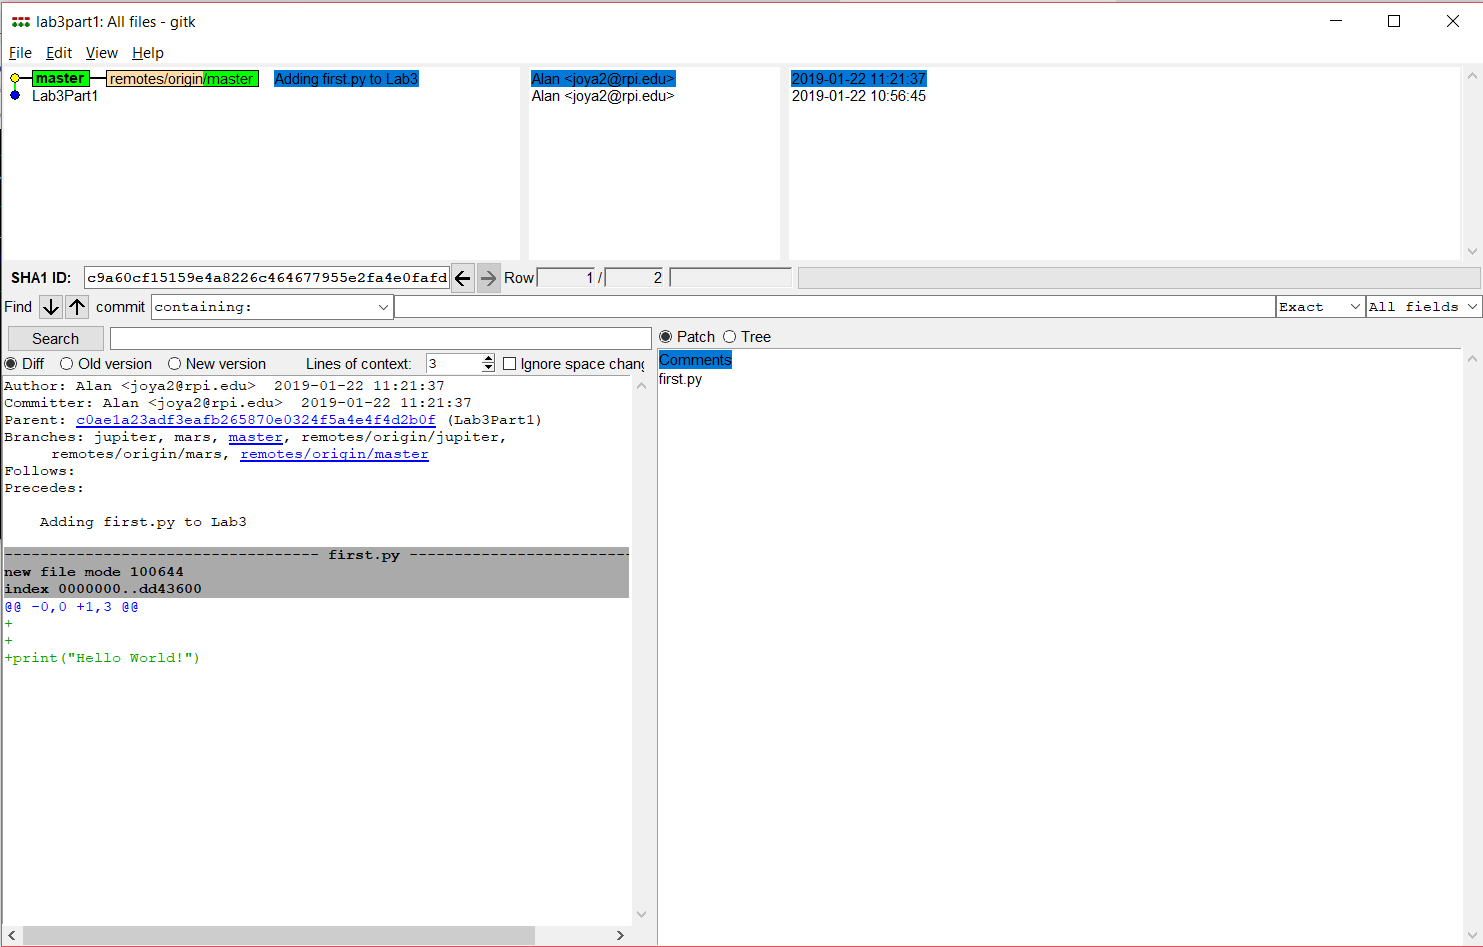 lab3part1: All files - gitk
File Edit View Help
master remotes/origin/master Adding first.py to Lab3 Alan <joya2@rpi.edu> 2019-01-22 11:21:37
Lab3Part1 Alan <joya2@rpi.edu> 2019-01-22 10:56:45
SHA1 ID: c9a60cf15159e4a8226c464677955e2fa4e0fafd Row 1 / 2
Find commit containing: Exact All fields
Search Patch Tree
Diff Old version New version Lines of context: 3 Ignore space chang
Comments
first.py
Author: Alan <joya2@rpi.edu> 2019-01-22 11:21:37
Committer: Alan <joya2@rpi.edu> 2019-01-22 11:21:37
Parent: c0ae1a23adf3eafb265870e0324f5a4e4f4d2b0f (Lab3Part1)
Branches: jupiter, mars, master, remotes/origin/jupiter,
remotes/origin/mars, remotes/origin/master
Follows:
Precedes:
Adding first.py to Lab3
----------------------------------- first.py -------------------------
new file mode 100644
index 0000000..dd43600
@@ -0,0 +1,3 @@
+
+
+print("Hello World!")